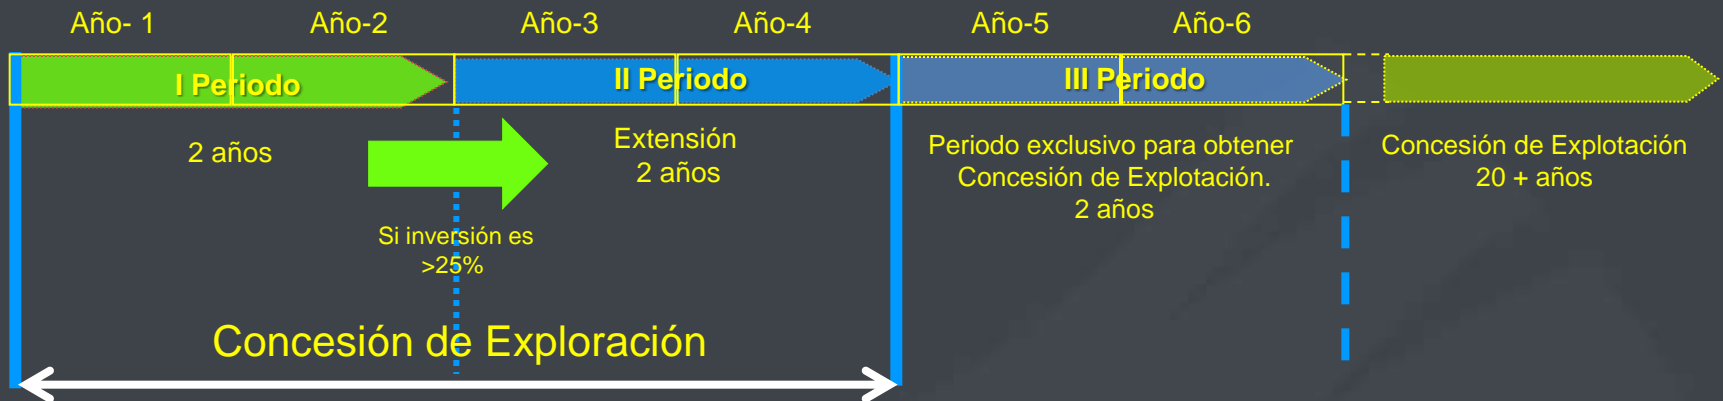 Año- 1
Año-2
Año-3
Año-4
Año-5
Año-6
I Periodo
II Periodo
III Periodo
2 años
Extensión
2 años
Periodo exclusivo para obtener
Concesión de Explotación.
2 años
Concesión de Explotación
20 + años
Si inversión es
>25%
Concesión de Exploración